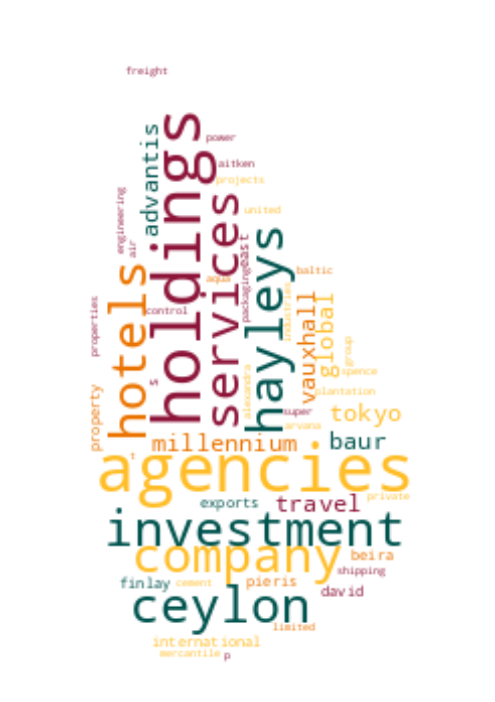 freight
holdings
advantis
power
aitken
projects
engineering
services
united
air
east
hayleys
hotels
baltic
aqua
packaging
industries
global
vauxhall
properties
control
group
spence
s
alexandra
plantation
property
super
tokyo
arvana
millennium
baur
t
agencies
private
exports
travel
investment
company
beira
shipping
finlay
cement
pieris
david
ceylon
limited
international
mercantile
p